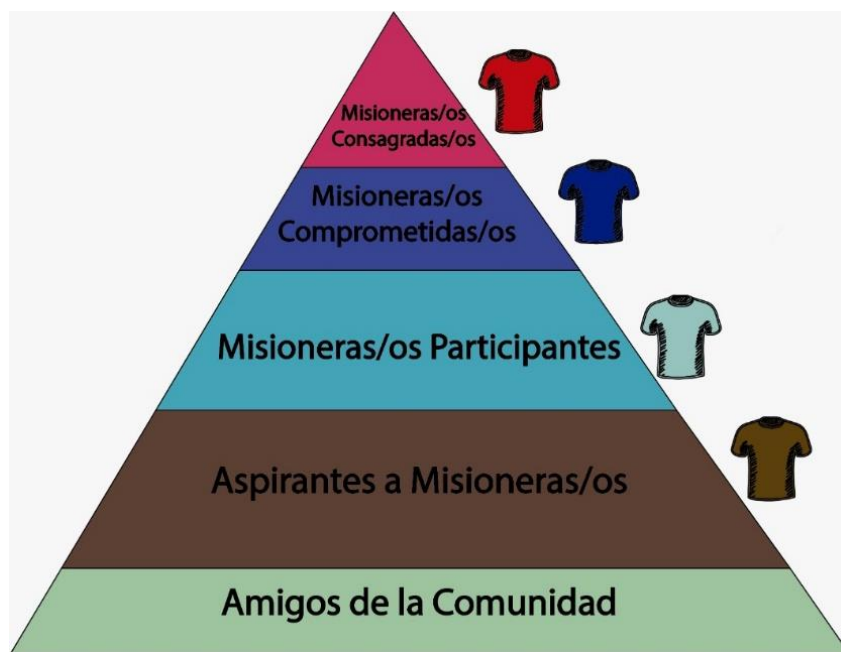 Misioneras/os
Consagradas/os
Misioneras/os
Comprometidas/os
Misioneras/os Participantes
Aspirantes a Misioneras/os
Amigos de la Comunidad